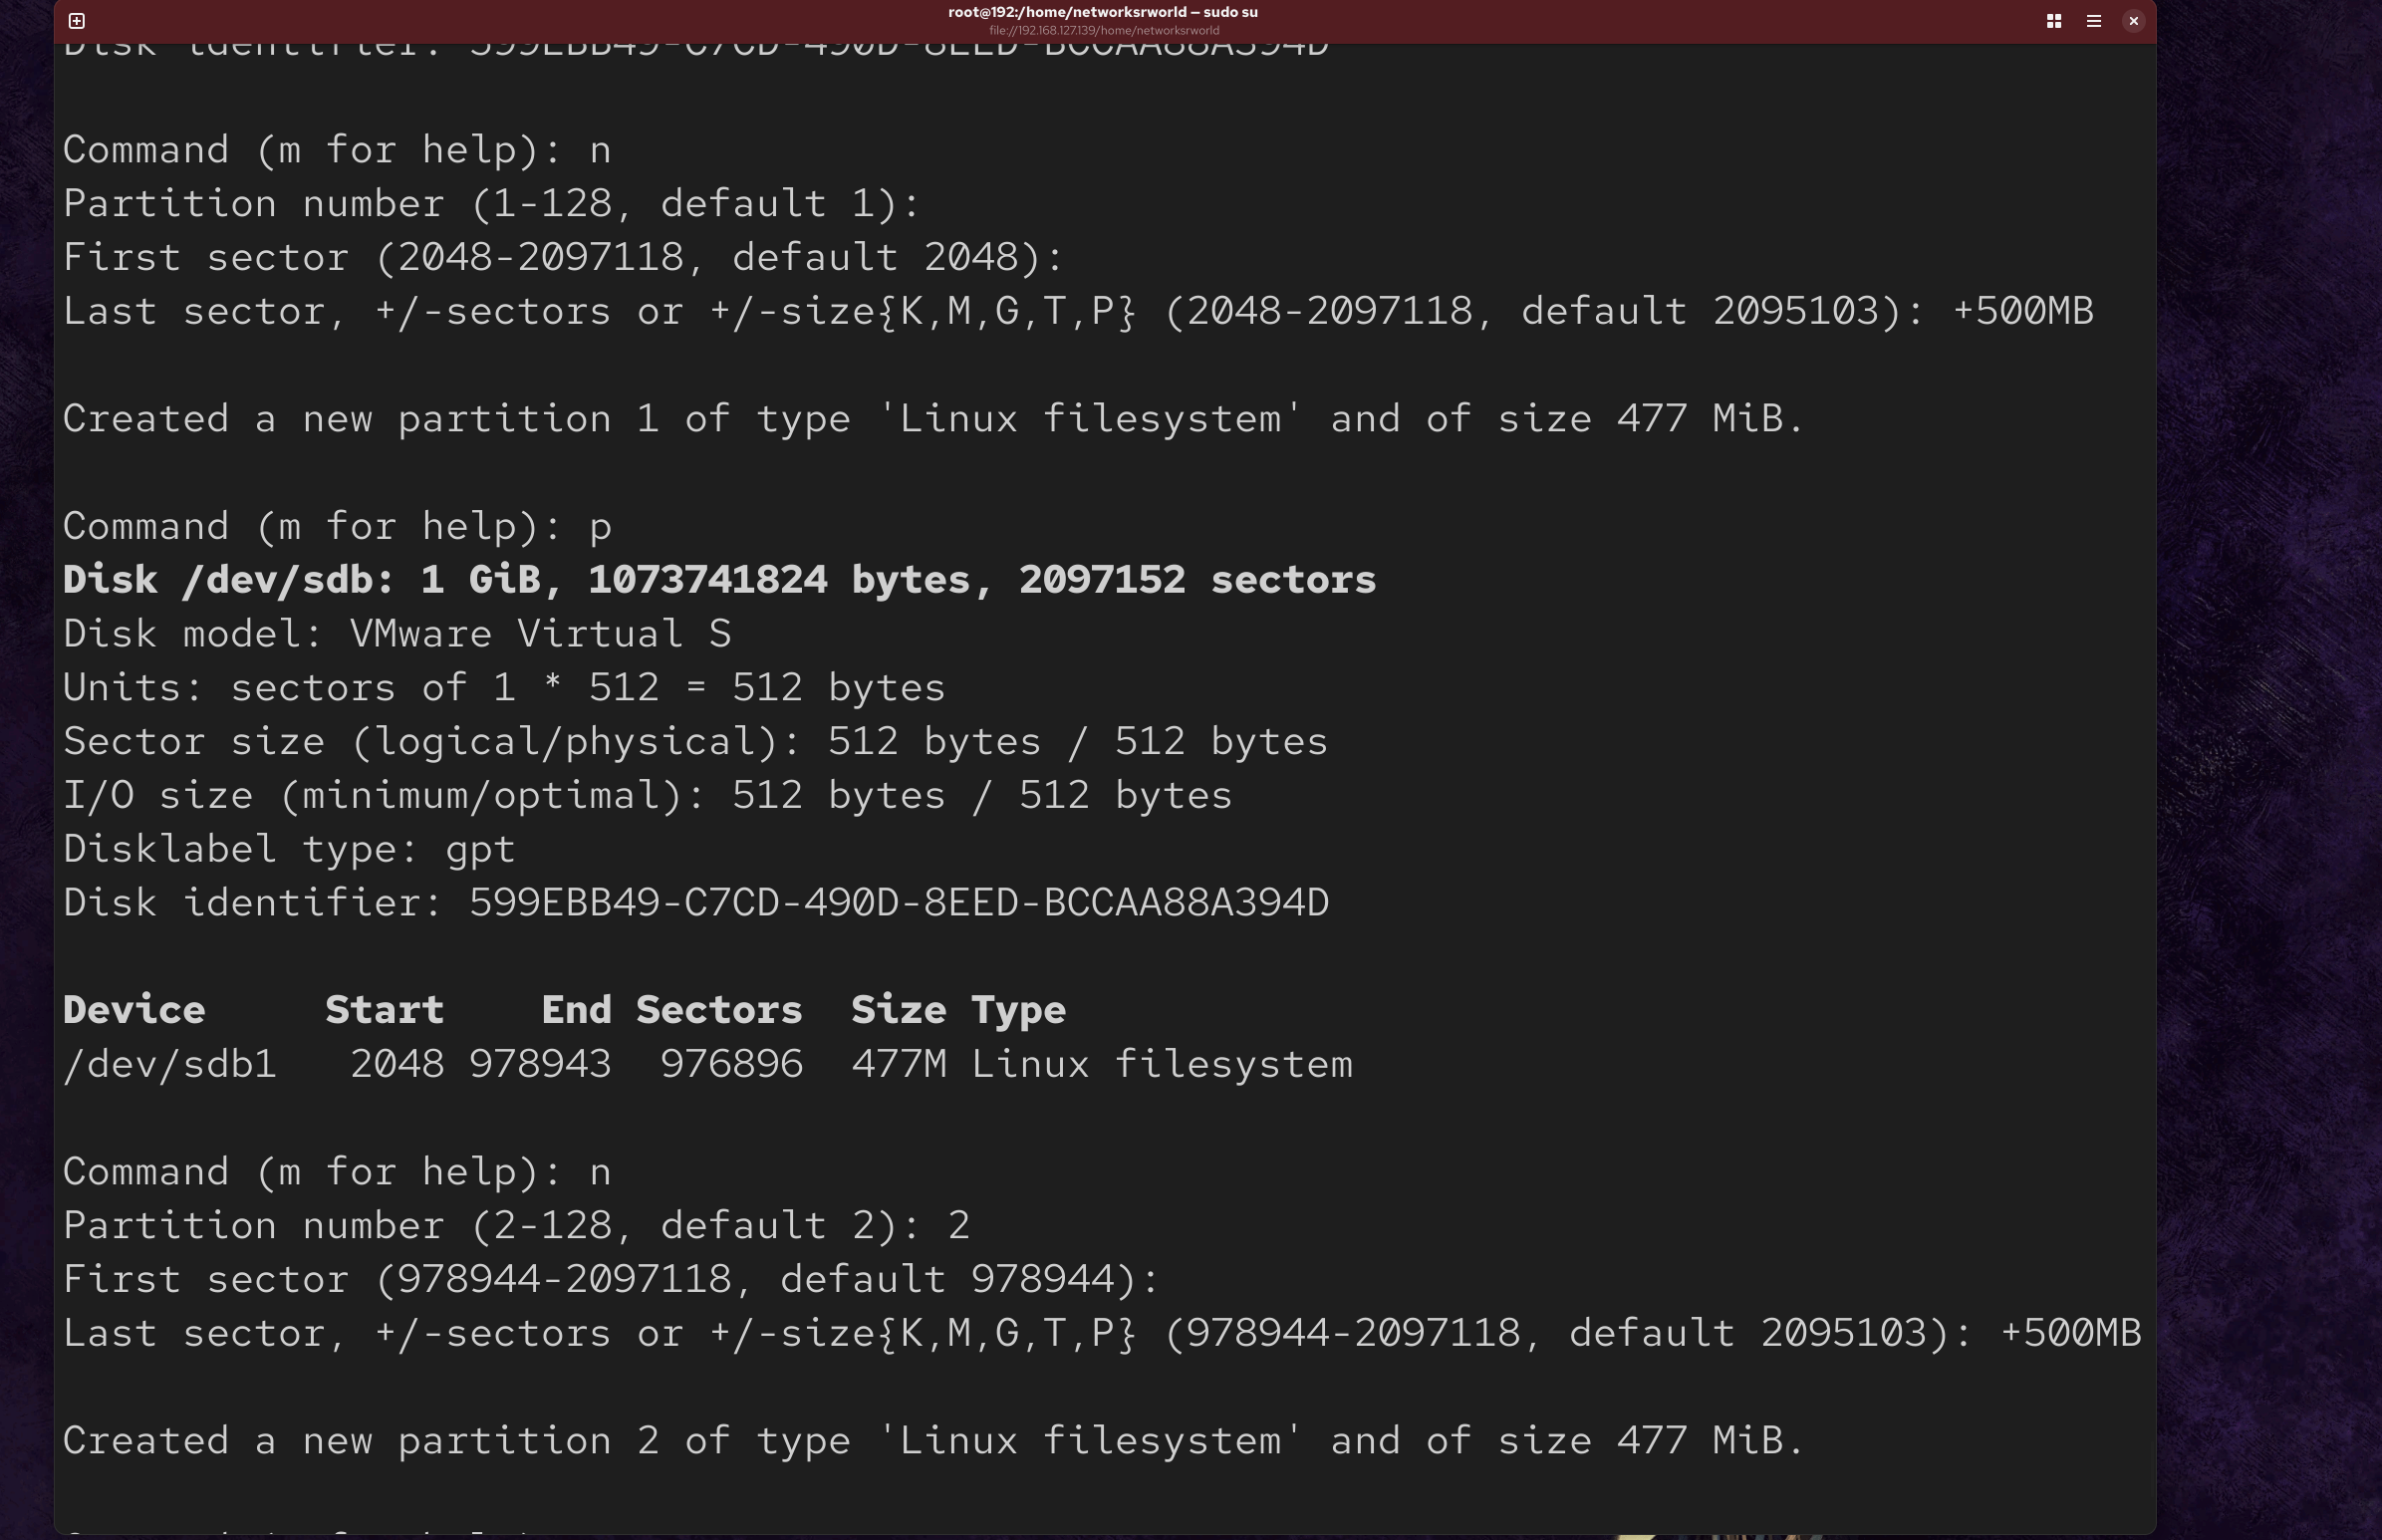 root@192:/home/networksrworld — sudo su
file://192.168.127.139/home/networksrworld
Disk identifier: 599EBB49-C7CD-490D-8EED-BCCAA88A394D
Command (m for help): n
Partition number (1-128, default 1):
First sector (2048-2097118, default 2048):
Last sector, +/-sectors or +/-size{K,M,G,T,P} (2048-2097118, default 2095103): +500MB
Created a new partition 1 of type 'Linux filesystem' and of size 477 MiB.
Command (m for help): p
Disk /dev/sdb: 1 GiB, 1073741824 bytes, 2097152 sectors
Disk model: VMware Virtual S
Units: sectors of 1 * 512 = 512 bytes
Sector size (logical/physical): 512 bytes / 512 bytes
I/O size (minimum/optimal): 512 bytes / 512 bytes
Disklabel type: gpt
Disk identifier: 599EBB49-C7CD-490D-8EED-BCCAA88A394D
Device     Start    End Sectors  Size Type
/dev/sdb1   2048 978943  976896  477M Linux filesystem
Command (m for help): n
Partition number (2-128, default 2): 2
First sector (978944-2097118, default 978944):
Last sector, +/-sectors or +/-size{K,M,G,T,P} (978944-2097118, default 2095103): +500MB
Created a new partition 2 of type 'Linux filesystem' and of size 477 MiB.